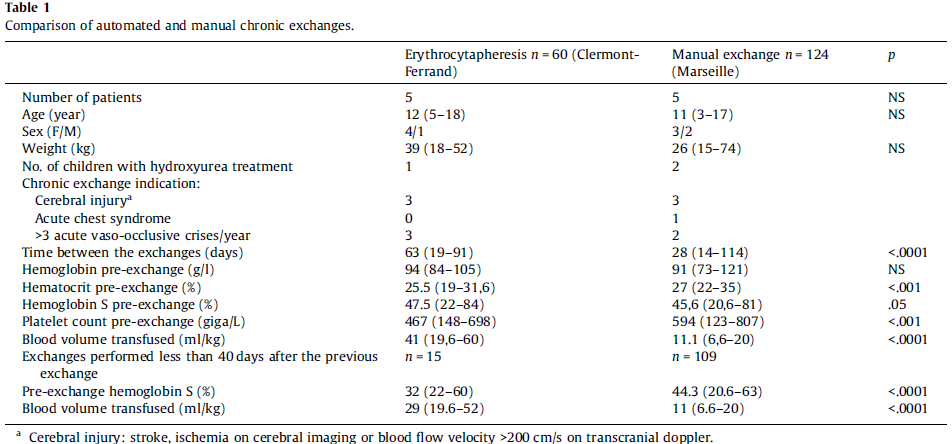 Table 1
Comparison of automated and manual chronic exchanges.
Erythrocytapheresis n = 60 (Clermont-Ferrand) Manual exchange n = 124 (Marseille) p
Number of patients 5 5 NS
Age (year) 12 (5–18) 11 (3–17) NS
Sex (F/M) 4/1 3/2
Weight (kg) 39 (18–52) 26 (15–74) NS
No. of children with hydroxyurea treatment 1 2
Chronic exchange indication:
Cerebral injuryᵃ 3 3
Acute chest syndrome 0 1
>3 acute vaso-occlusive crises/year 3 2
Time between the exchanges (days) 63 (19–91) 28 (14–114) <.0001
Hemoglobin pre-exchange (g/l) 94 (84–105) 91 (73–121) NS
Hematocrit pre-exchange (%) 25.5 (19–31,6) 27 (22–35) <.001
Hemoglobin S pre-exchange (%) 47.5 (22–84) 45,6 (20,6–81) .05
Platelet count pre-exchange (giga/L) 467 (148–698) 594 (123–807) <.001
Blood volume transfused (ml/kg) 41 (19,6–60) 11.1 (6,6–20) <.0001
Exchanges performed less than 40 days after the previous n = 15 n = 109
exchange
Pre-exchange hemoglobin S (%) 32 (22–60) 44.3 (20.6–63) <.0001
Blood volume transfused (ml/kg) 29 (19.6–52) 11 (6.6–20) <.0001
ᵃ Cerebral injury: stroke, ischemia on cerebral imaging or blood flow velocity >200 cm/s on transcranial doppler.